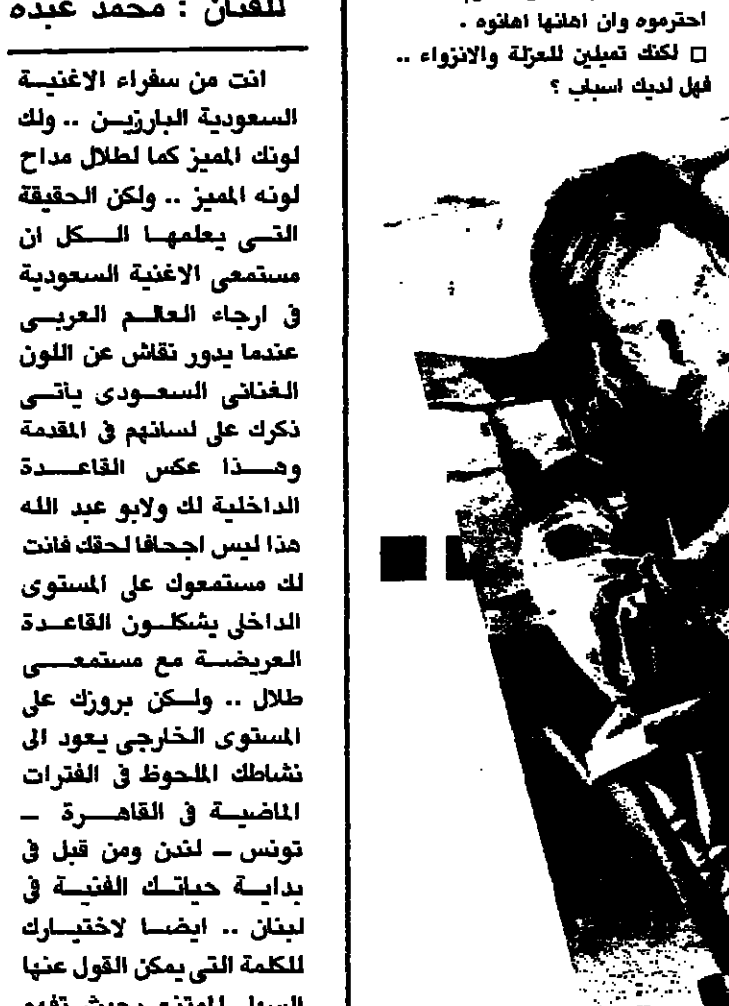 احترموه وان اهانها اهانوه .
□ لكنك تميلين للعزلة والانزواء ..
فهل لديك اسباب ؟
للفنان : محمد عبده
انت من سفراء الاغنية
السعودية البارزين .. ولك
لونك المميز كما لطلال مداح
لونه المميز .. ولكن الحقيقة
التى يعلمها الكل ان
مستمعى الاغنية السعودية
فى ارجاء العالم العربى
عندما يدور نقاش عن اللون
الغنائى السعودى يأتى
ذكرك على لسانهم فى المقدمة
وهذا عكس القاعدة
الداخلية لك ولابو عبد الله
هذا ليس اجحافا لحقك فانت
لك مستمعوك على المستوى
الداخلى يشكلون القاعدة
العريضة مع مستمعى
طلال .. ولكن بروزك على
المستوى الخارجى يعود الى
نشاطك الملحوظ فى الفترات
الماضية فى القاهرة –
تونس – لندن ومن قبل فى
بداية حياتك الفنية فى
لبنان .. ايضا لاختيارك
للكلمة التى يمكن القول عنها